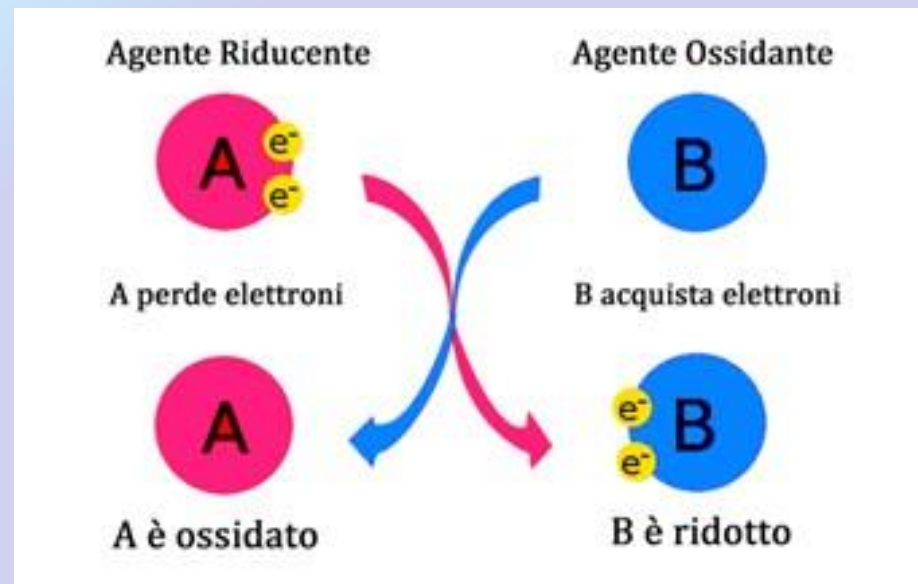 Agente Riducente
Agente Ossidante
A e-
e-
B
A perde elettroni
B acquista elettroni
A
e- B
e-
A è ossidato
B è ridotto